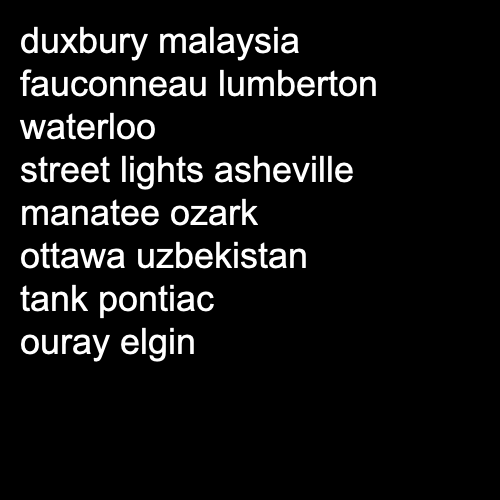 duxbury malaysia
fauconneau lumberton
waterloo
street lights asheville
manatee ozark
ottawa uzbekistan
tank pontiac
ouray elgin